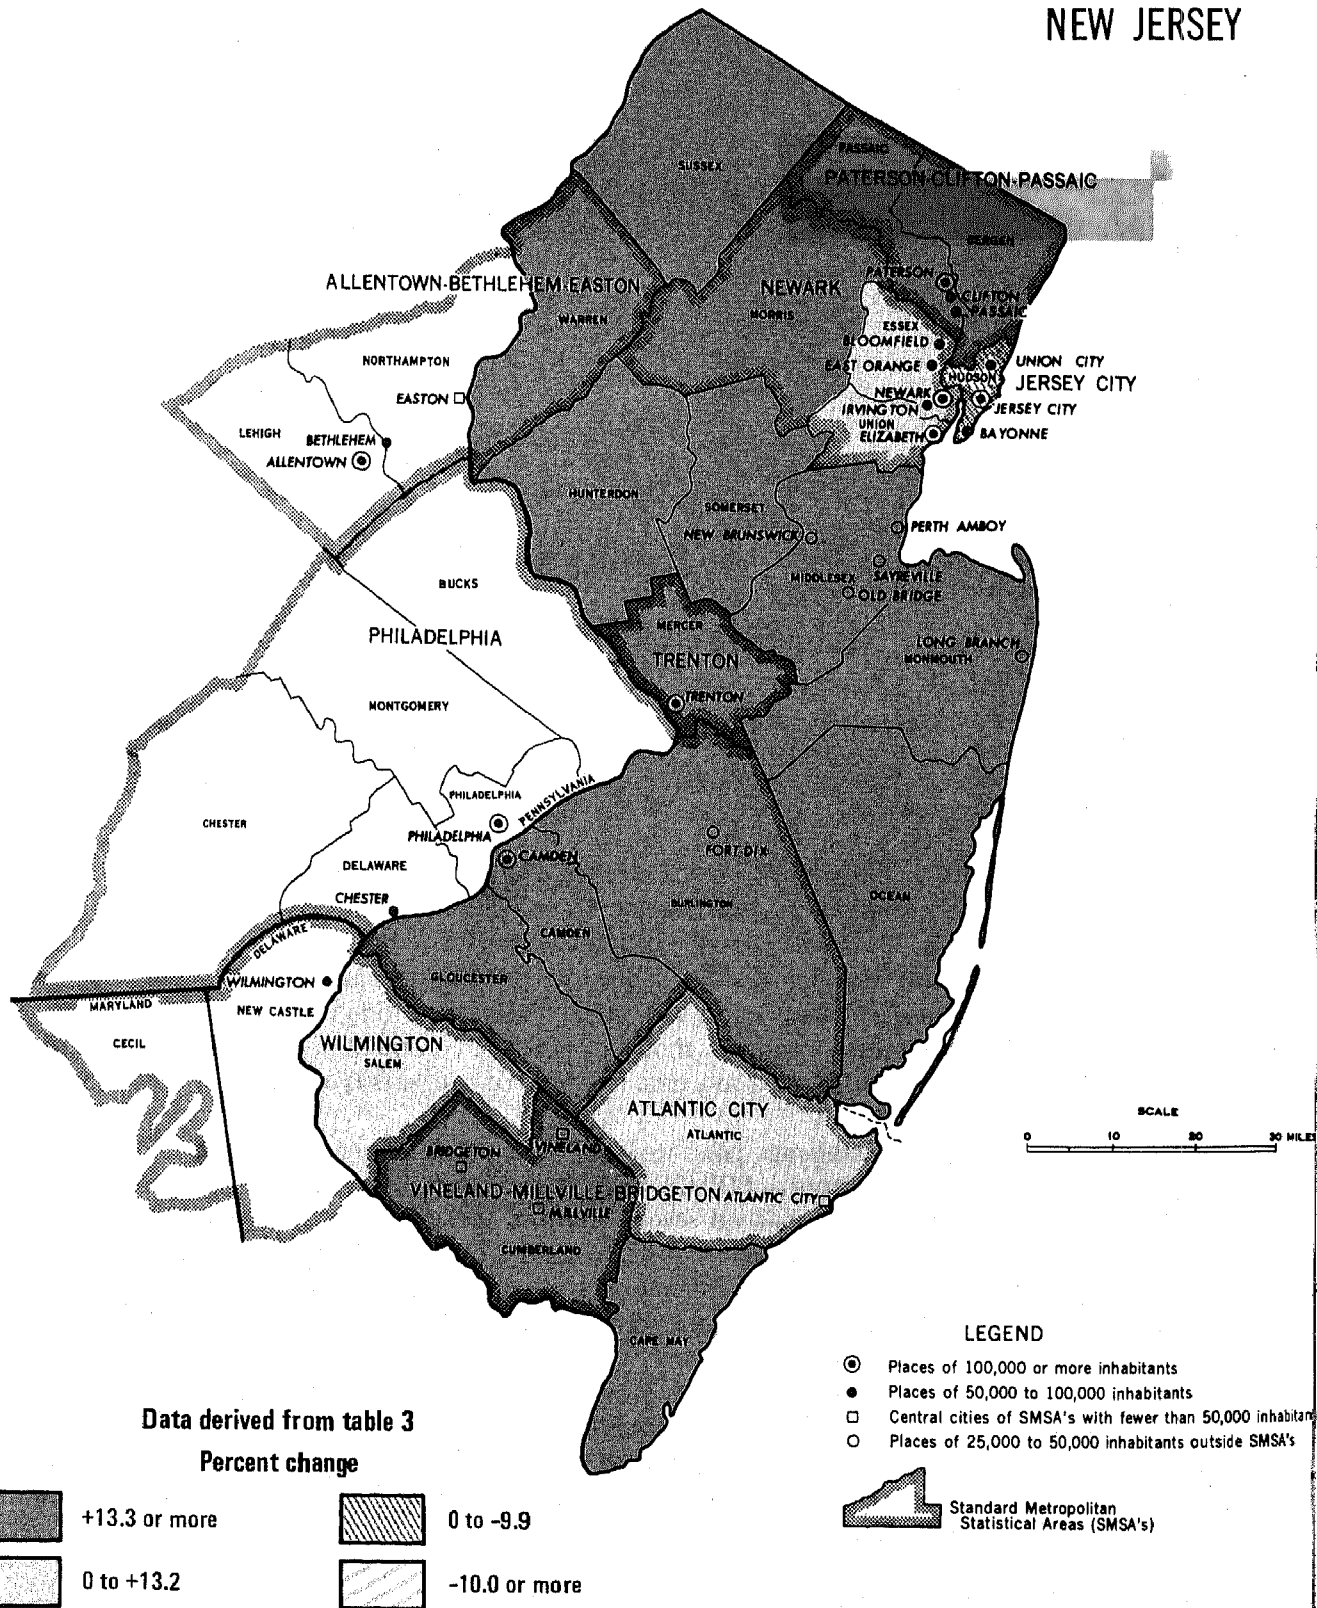 NEW JERSEY
SUSSEX
PASSAIC
PATERSON-CLIFTON-PASSAIC
BERGEN
PATERSON
CLIFTON
PASSAIC
ALLENTOWN-BETHLEHEM-EASTON
NEWARK
WARREN
MORRIS
ESSEX
BLOOMFIELD
EAST ORANGE
UNION CITY
HUDSON
JERSEY CITY
NORTHAMPTON
EASTON
NEWARK
JERSEY CITY
IRVINGTON
UNION
ELIZABETH
BAYONNE
LEHIGH
BETHLEHEM
ALLENTOWN
HUNTERDON
SOMERSET
NEW BRUNSWICK
PERTH AMBOY
BUCKS
MIDDLESEX
SAYREVILLE
OLD BRIDGE
PHILADELPHIA
MERCER
TRENTON
LONG BRANCH
MONMOUTH
TRENTON
MONTGOMERY
PHILADELPHIA
PENNSYLVANIA
CHESTER
PHILADELPHIA
FORT DIX
DELAWARE
CAMDEN
CHESTER
BURLINGTON
OCEAN
DELAWARE
CAMDEN
WILMINGTON
GLOUCESTER
MARYLAND
NEW CASTLE
CECIL
WILMINGTON
SALEM
ATLANTIC CITY
ATLANTIC
SCALE
0 10 20 30 MILES
BRIDGETON
VINELAND
VINELAND-MILLVILLE-BRIDGETON
ATLANTIC CITY
MILLVILLE
CUMBERLAND
CAPE MAY
LEGEND
Places of 100,000 or more inhabitants
Places of 50,000 to 100,000 inhabitants
Central cities of SMSA's with fewer than 50,000 inhabitan
Places of 25,000 to 50,000 inhabitants outside SMSA's
Standard Metropolitan
Statistical Areas (SMSA's)
Data derived from table 3
Percent change
+13.3 or more
0 to -9.9
0 to +13.2
-10.0 or more